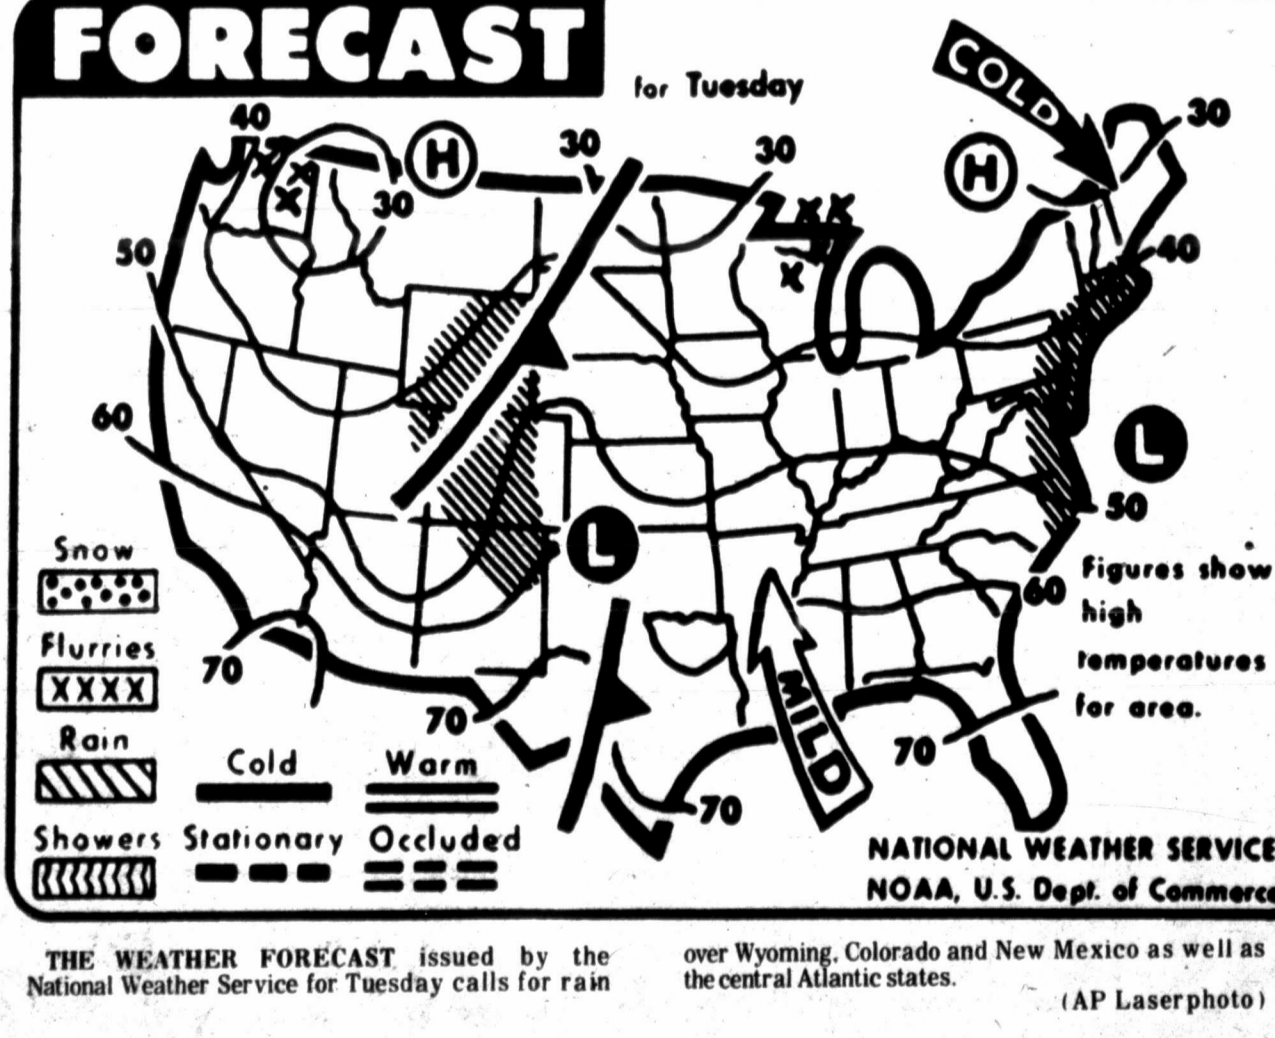 FORECAST
for Tuesday
COLD
40
30
30
30
30
H
H
50
40
60
L
L
50
60
70
70
70
70
MILD
Snow
Flurries
XXXX
Rain
Showers
Cold
Warm
Stationary
Occluded
Figures show
high
temperatures
for area.
NATIONAL WEATHER SERVICE
NOAA, U.S. Dept. of Commerce
THE WEATHER FORECAST issued by the
National Weather Service for Tuesday calls for rain
over Wyoming, Colorado and New Mexico as well as
the central Atlantic states.
(AP Laserphoto)